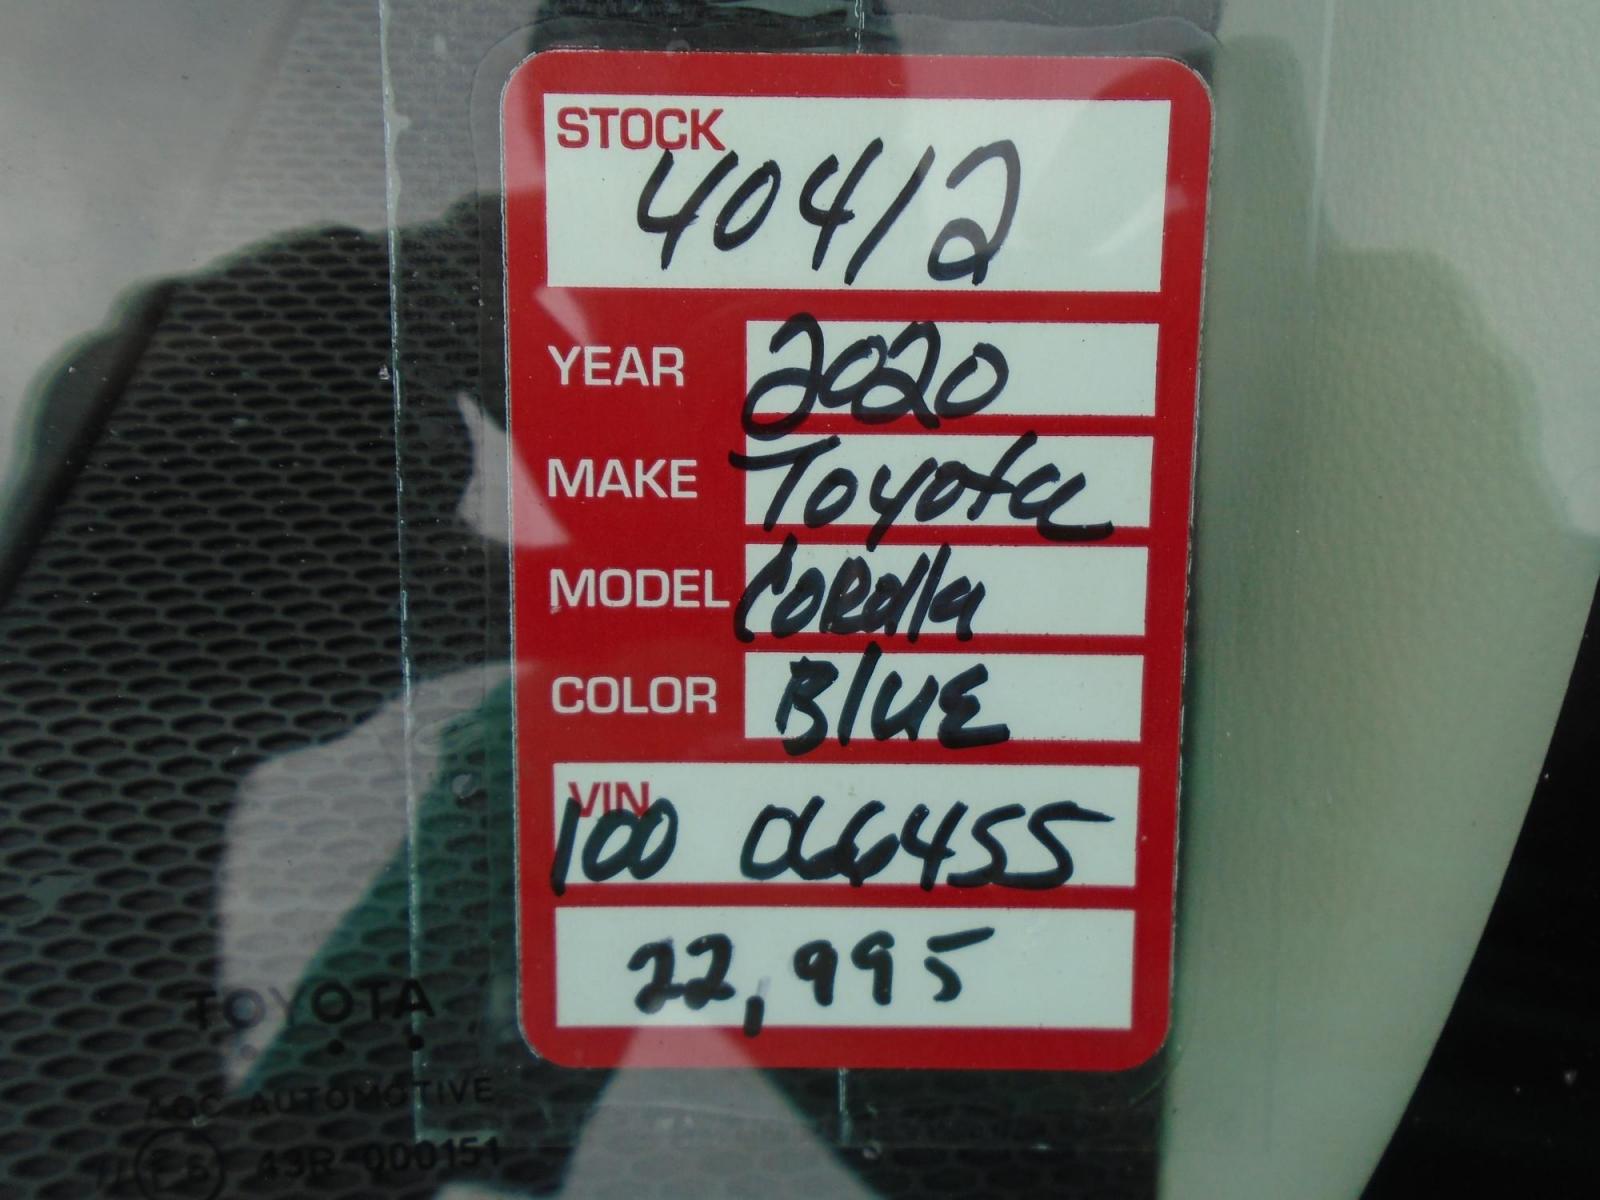 STOCK
40412
YEAR 2020
MAKE Toyota
MODEL Corolla
COLOR Blue
VIN
100 066455
22,995
TOYOTA
AGC AUTOMOTIVE
43R 000151